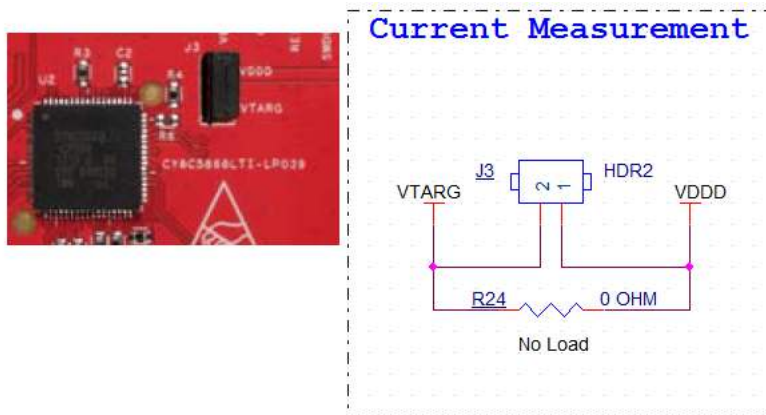 R3
C2
J3
VDDD
U2
R4
VTARG
R6
CY8C5868LTI-LP039
Current Measurement
J3
HDR2
VTARG
2
1
VDDD
R24
0 OHM
No Load